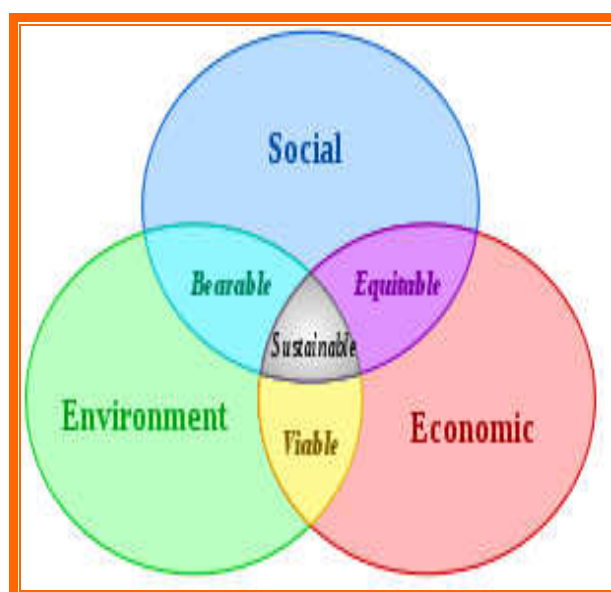 Social
Bearable
Equitable
Sustainable
Environment
Viable
Economic